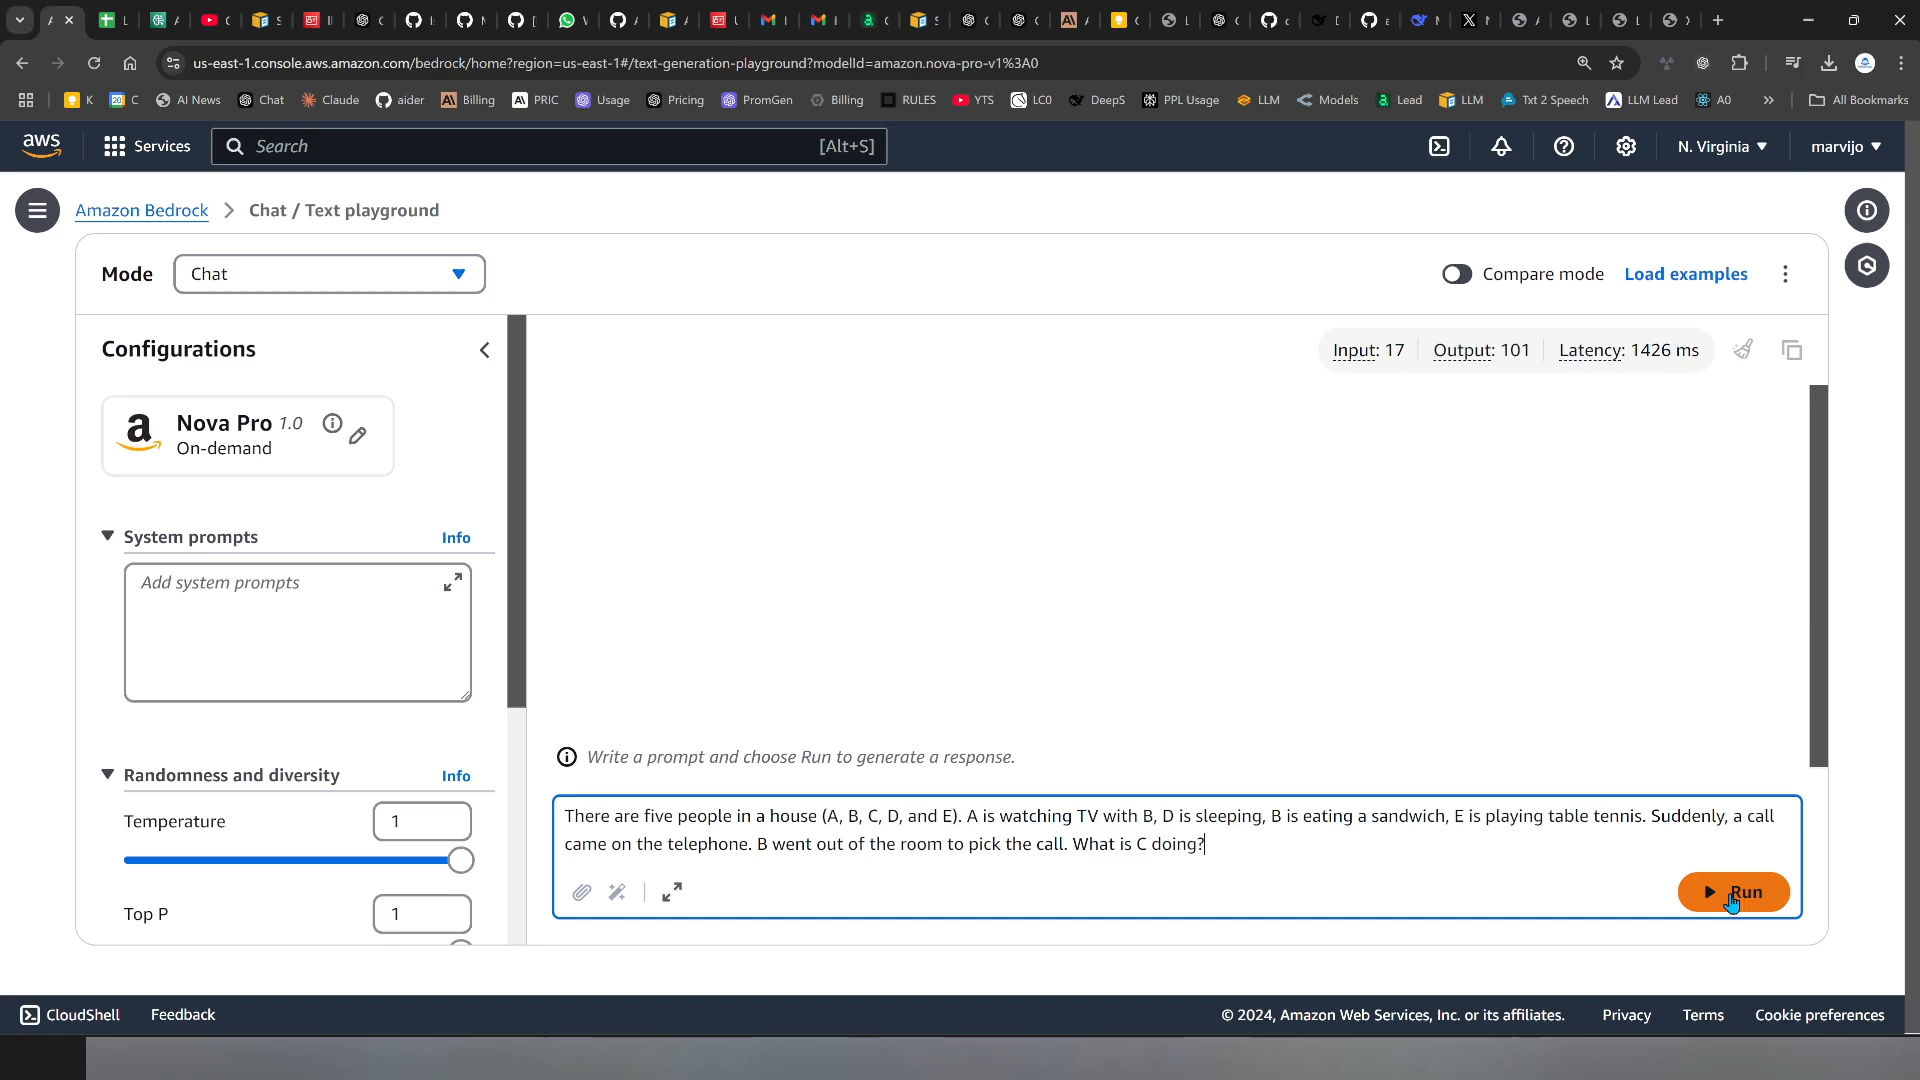 us-east-1.console.aws.amazon.com/bedrock/home?region=us-east-1#/text-generation-playground?modelId=amazon.nova-pro-v1%3A0
K
C
AI News
Chat
Claude
aider
Billing
PRIC
Usage
Pricing
PromGen
Billing
RULES
YTS
LC0
DeepS
PPL Usage
LLM
Models
Lead
LLM
Txt 2 Speech
LLM Lead
A0
All Bookmarks
aws
Services
Search
[Alt+S]
N. Virginia
marvijo
Amazon Bedrock
Chat / Text playground
Mode
Chat
Compare mode
Load examples
Configurations
Input: 17
Output: 101
Latency: 1426 ms
Nova Pro 1.0
On-demand
System prompts
Info
Add system prompts
Write a prompt and choose Run to generate a response.
Randomness and diversity
Info
Temperature
1
Top P
1
There are five people in a house (A, B, C, D, and E). A is watching TV with B, D is sleeping, B is eating a sandwich, E is playing table tennis. Suddenly, a call
came on the telephone. B went out of the room to pick the call. What is C doing?
Run
CloudShell
Feedback
© 2024, Amazon Web Services, Inc. or its affiliates.
Privacy
Terms
Cookie preferences